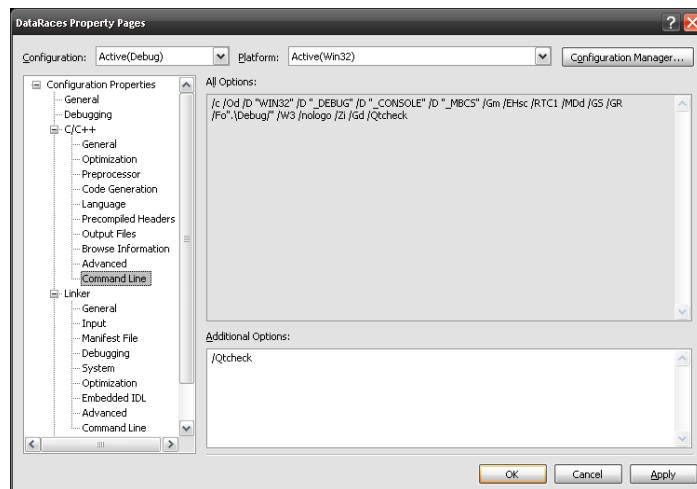 DataRaces Property Pages
Configuration: Active(Debug) Platform: Active(Win32) Configuration Manager...
Configuration Properties
General
Debugging
C/C++
General
Optimization
Preprocessor
Code Generation
Language
Precompiled Headers
Output Files
Browse Information
Advanced
Command Line
Linker
General
Input
Manifest File
Debugging
System
Optimization
Embedded IDL
Advanced
Command Line
All Options:
/c /Od /D "WIN32" /D "_DEBUG" /D "_CONSOLE" /D "_MBCS" /Gm /EHsc /RTC1 /MDd /GS /GR
/Fo".\Debug/" /W3 /nologo /Zi /Gd /Qtcheck
Additional Options:
/Qtcheck
OK Cancel Apply